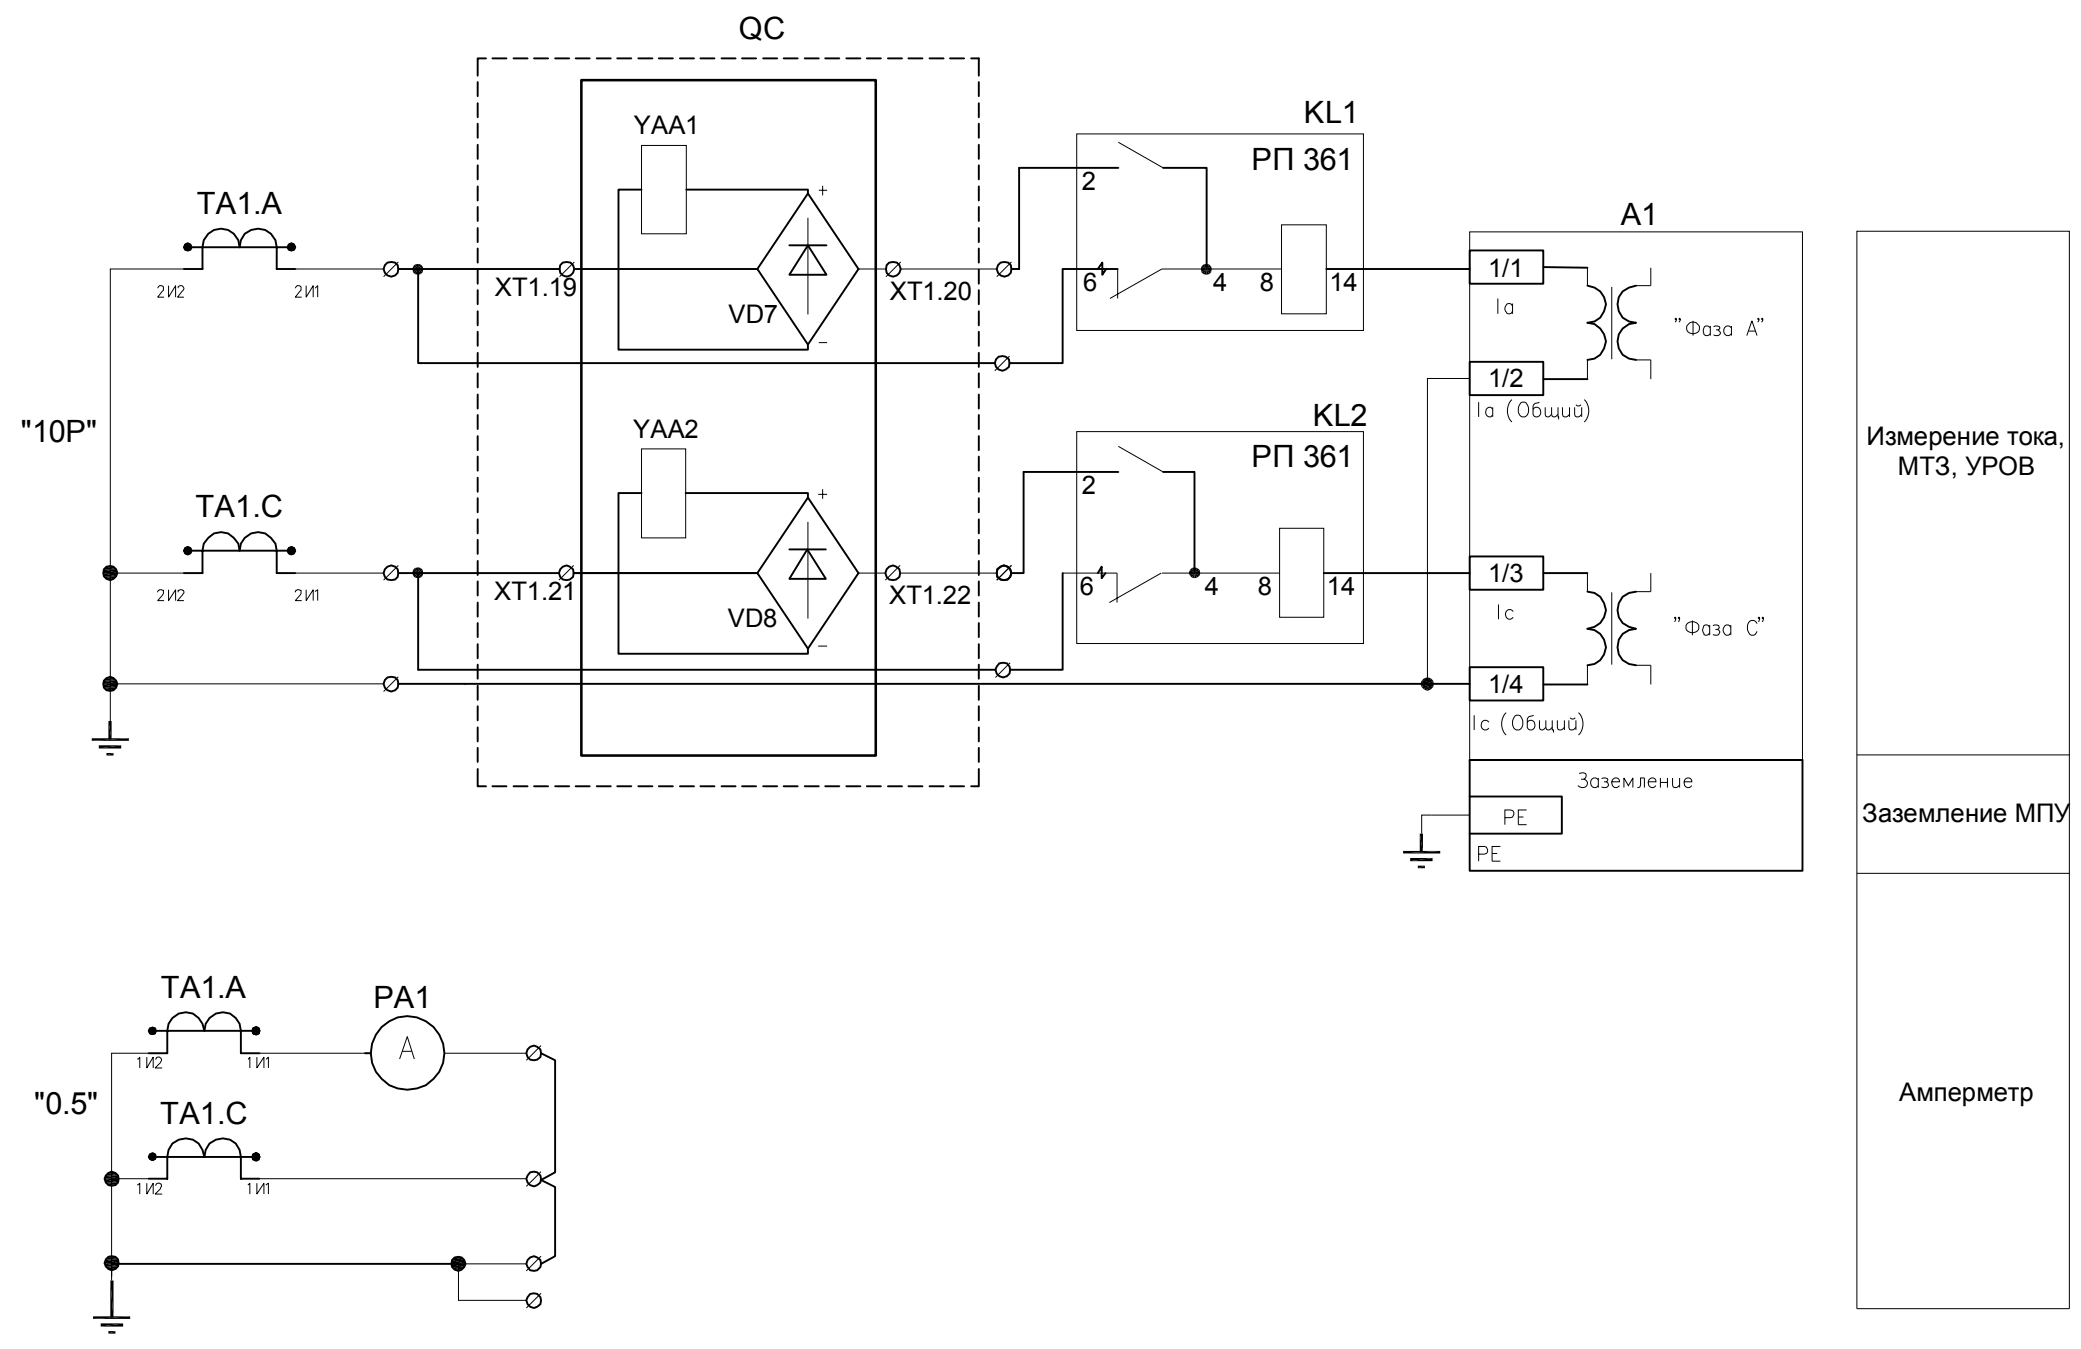 QC
YAA1
+
VD7
−
XT1.19
XT1.20
TA1.A
2И2
2И1
KL1
РП 361
2
6
4
8
14
A1
1/1
Ia
"Фаза А"
1/2
Ia (Общий)
"10P"
YAA2
+
VD8
−
XT1.21
XT1.22
TA1.C
2И2
2И1
KL2
РП 361
2
6
4
8
14
1/3
Ic
"Фаза С"
1/4
Ic (Общий)
Заземление
PE
PE
Измерение тока,
МТЗ, УРОВ
Заземление МПУ
Амперметр
TA1.A
1И2
1И1
PA1
A
"0.5"
TA1.C
1И2
1И1